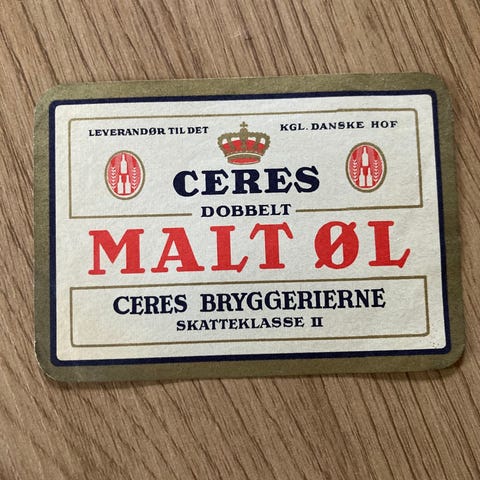 LEVERANDØR TIL DET KGL. DANSKE HOF
CERES
DOBBELT
MALT ØL
CERES BRYGGERIERNE
SKATTEKLASSE II